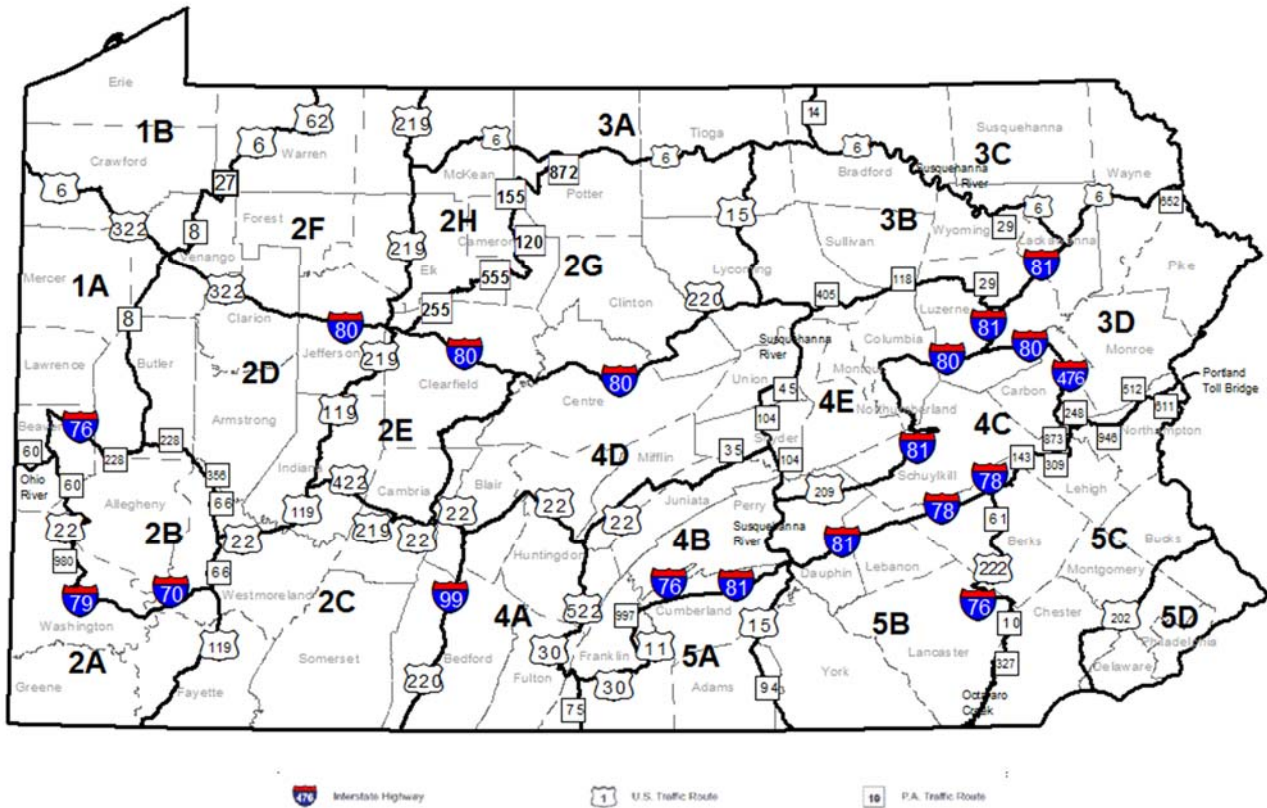 Erie
1B
62
219
3A
Tioga
14
Susquehanna
6
Warren
6
6
3C
Crawford
6
McKean
872
Potter
6
Bradford
Susquehanna
River
Wayne
6
27
155
6
652
8
Forest
2F
2H
15
3B
Wyoming
29
Lackawanna
322
Venango
219
Cameron
120
Sullivan
81
Pike
Mercer
1A
322
Elk
555
2G
Lycoming
118
29
8
Clarion
255
Clinton
220
405
Luzerne
81
3D
80
Jefferson
219
80
Columbia
80
80
Monroe
Lawrence
Butler
2D
Clearfield
80
Susquehanna
River
Union
45
476
Portland
Toll Bridge
Centre
Carbon
512
611
Armstrong
119
2E
104
4E
Northumberland
4C
248
946
Northampton
Beaver
76
228
228
4D
Mifflin
35
Snyder
104
81
873
60
Ohio
River
60
356
Indiana
422
Cambria
Blair
Schuylkill
143
309
Lehigh
Allegheny
66
119
219
22
22
22
Juniata
Perry
209
78
78
22
2B
22
22
Huntingdon
4B
Susquehanna
River
81
61
Berks
5C
Bucks
980
66
Dauphin
Lebanon
222
Montgomery
79
70
Westmoreland
2C
99
4A
522
76
81
Cumberland
76
Chester
202
5D
Washington
119
997
15
5B
10
Philadelphia
2A
Somerset
Bedford
30
Franklin
11
5A
York
Lancaster
327
Delaware
Greene
Fayette
220
Fulton
30
Adams
94
Octoraro
Creek
75
476 Interstate Highway
1 U.S. Traffic Route
10 P.A. Traffic Route